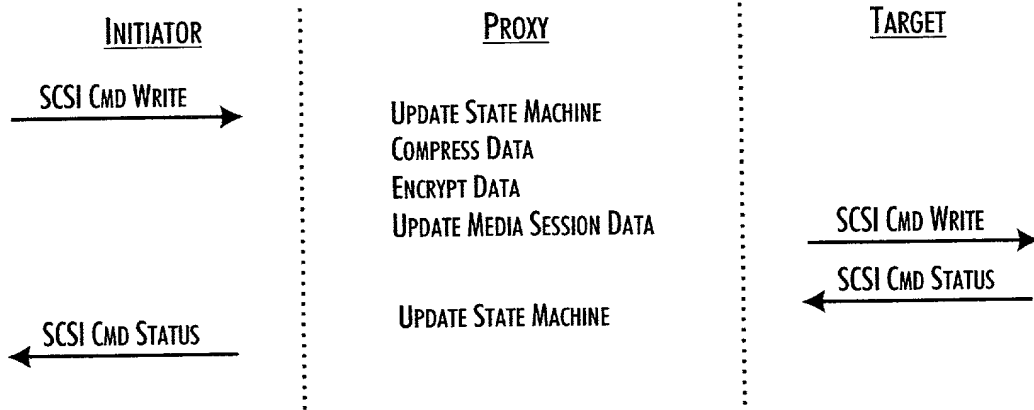 INITIATOR
PROXY
TARGET
SCSI CMD WRITE
UPDATE STATE MACHINE
COMPRESS DATA
ENCRYPT DATA
UPDATE MEDIA SESSION DATA
SCSI CMD WRITE
SCSI CMD STATUS
UPDATE STATE MACHINE
SCSI CMD STATUS